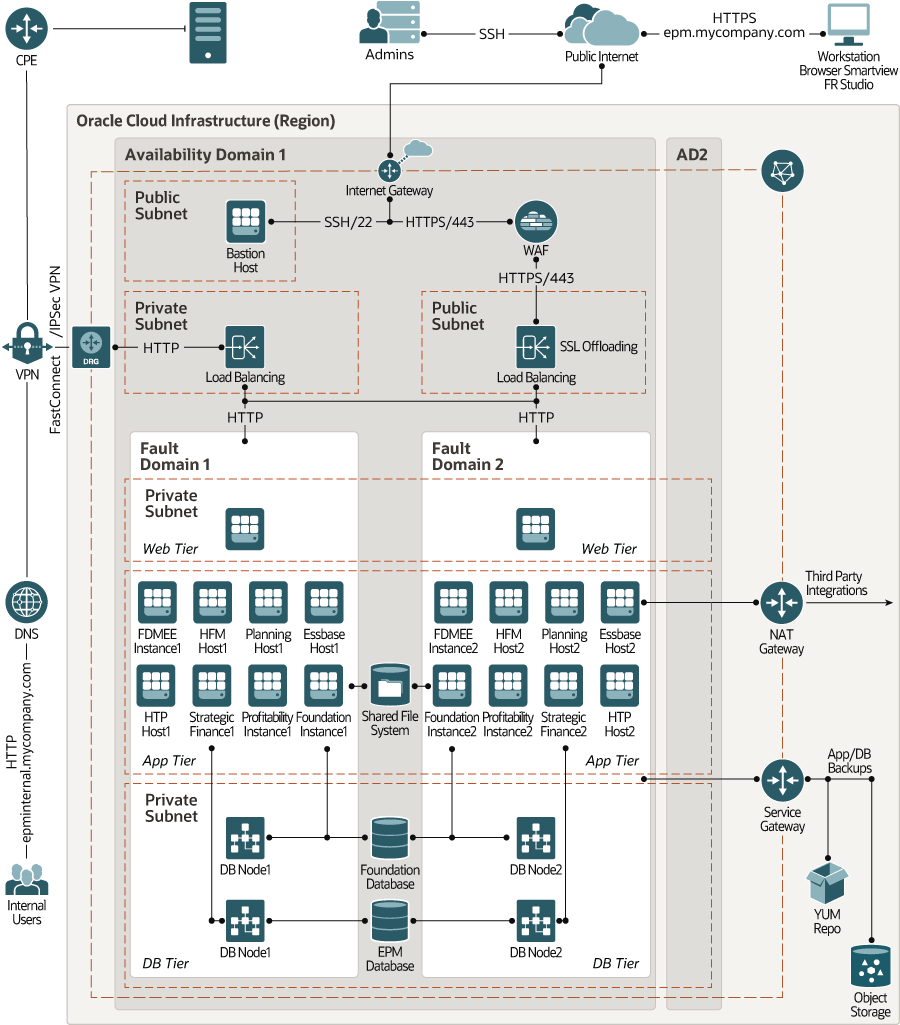 CPE
Admins
SSH
Public Internet
HTTPS
epm.mycompany.com
Workstation
Browser Smartview
FR Studio
Oracle Cloud Infrastructure (Region)
Availability Domain 1
AD2
Internet Gateway
Public
Subnet
Bastion
Host
SSH/22
HTTPS/443
WAF
HTTPS/443
Private
Subnet
Public
Subnet
FastConnect /IPSec VPN
VPN
DRG
HTTP
Load Balancing
Load Balancing
SSL Offloading
HTTP
HTTP
Fault
Domain 1
Fault
Domain 2
Private
Subnet
Web Tier
Web Tier
FDMEE
Instance1
HFM
Host1
Planning
Host1
Essbase
Host1
FDMEE
Instance2
HFM
Host2
Planning
Host2
Essbase
Host2
Third Party
Integrations
NAT
Gateway
DNS
HTP
Host1
Strategic
Finance1
Profitability
Instance1
Foundation
Instance1
Shared File
System
Foundation
Instance2
Profitability
Instance2
Strategic
Finance2
HTP
Host2
App Tier
App Tier
HTTP
epminternal.mycompany.com
App/DB
Backups
Service
Gateway
Private
Subnet
DB Node1
Foundation
Database
DB Node2
Internal
Users
YUM
Repo
DB Node1
EPM
Database
DB Node2
DB Tier
DB Tier
Object
Storage